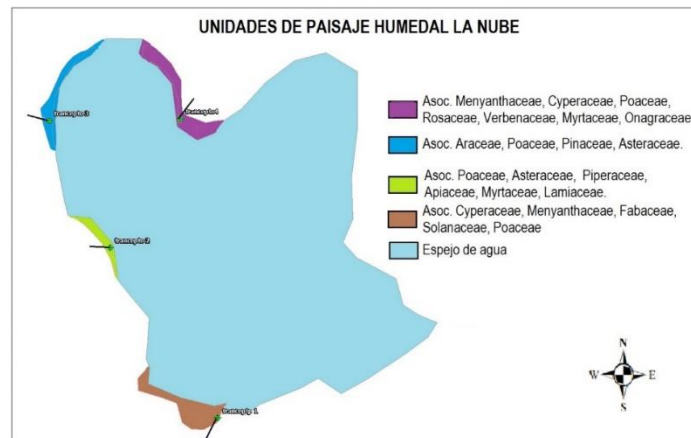 UNIDADES DE PAISAJE HUMEDAL LA NUBE
Asoc. Menyanthaceae, Cyperaceae, Poaceae,
Rosaceae, Verbenaceae, Myrtaceae, Onagraceae
Asoc. Araceae, Poaceae, Pinaceae, Asteraceae.
Asoc. Poaceae, Asteraceae, Piperaceae,
Apiaceae, Myrtaceae, Lamiaceae.
Asoc. Cyperaceae, Menyanthaceae, Fabaceae,
Solanaceae, Poaceae
Espejo de agua
N
W E
S